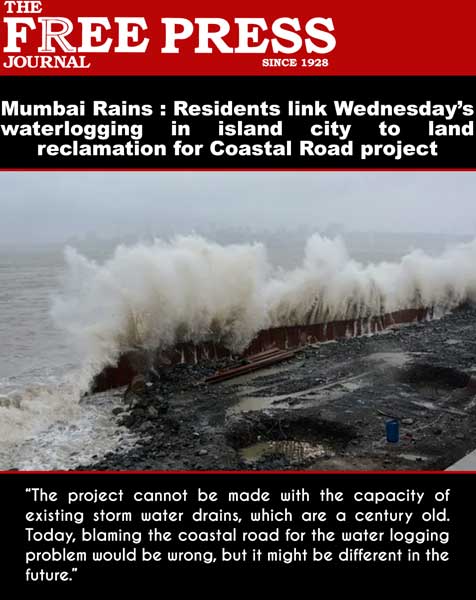 THE
FREE PRESS
JOURNAL
SINCE 1928
Mumbai Rains : Residents link Wednesday's
waterlogging in island city to land
reclamation for Coastal Road project
"The project cannot be made with the capacity of
existing storm water drains, which are a century old.
Today, blaming the coastal road for the water logging
problem would be wrong, but it might be different in the
future."